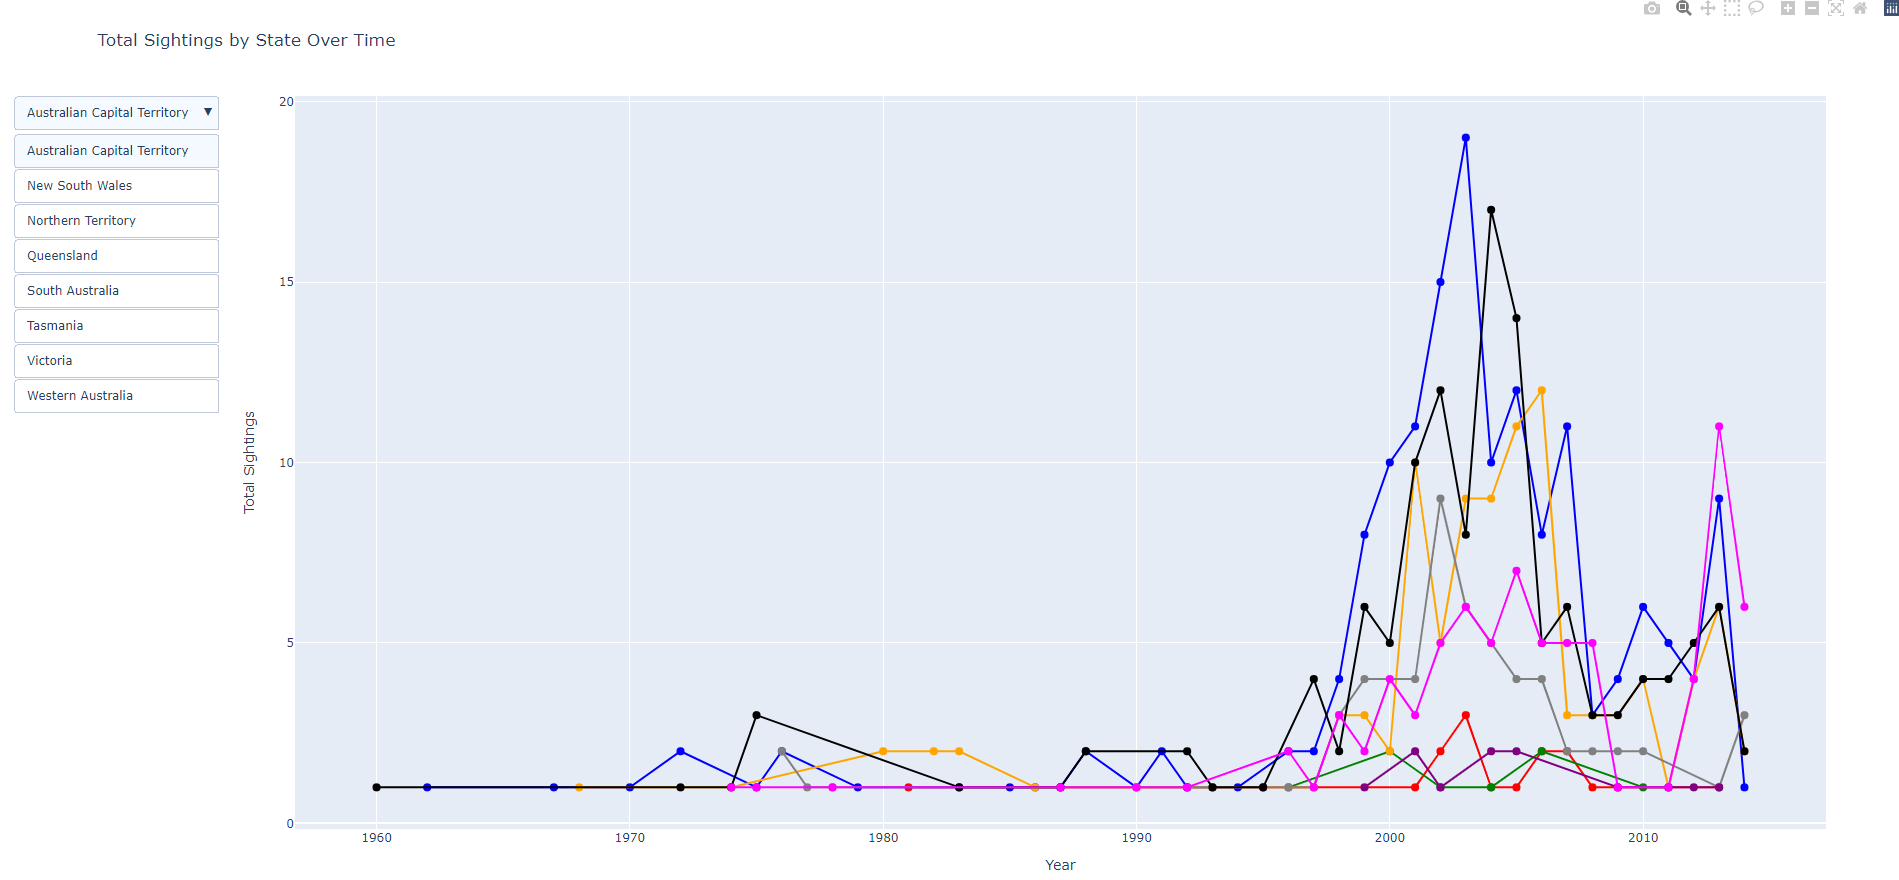 Total Sightings by State Over Time
Australian Capital Territory ▼
Australian Capital Territory
New South Wales
Northern Territory
Queensland
South Australia
Tasmania
Victoria
Western Australia
Total Sightings
20
15
10
5
0
1960 1970 1980 1990 2000 2010
Year